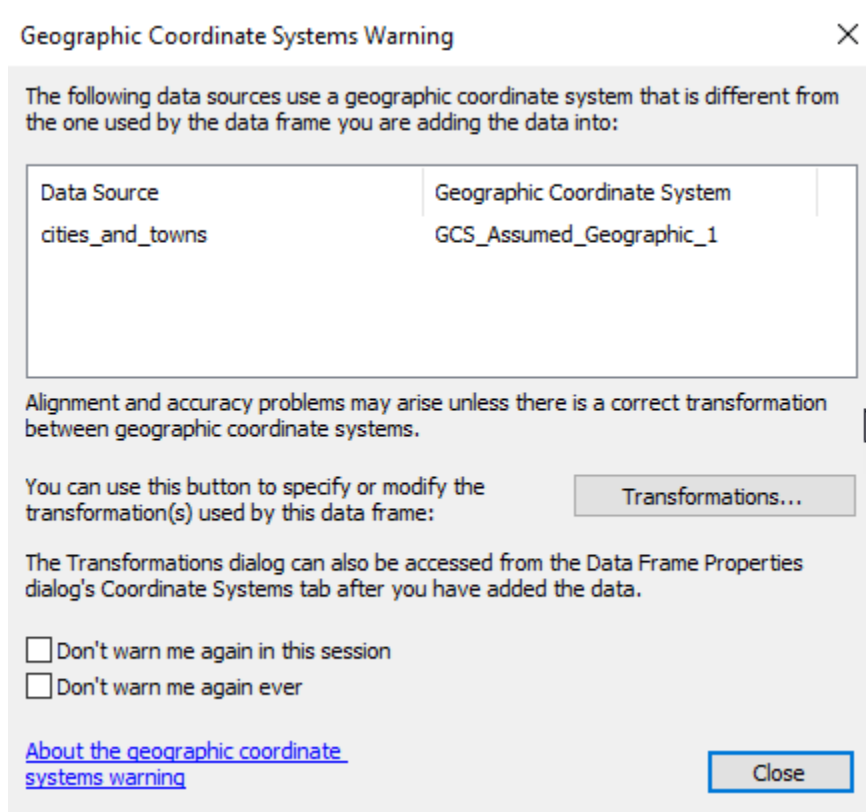 Geographic Coordinate Systems Warning
The following data sources use a geographic coordinate system that is different from
the one used by the data frame you are adding the data into:
Data Source Geographic Coordinate System
cities_and_towns GCS_Assumed_Geographic_1
Alignment and accuracy problems may arise unless there is a correct transformation
between geographic coordinate systems.
You can use this button to specify or modify the
transformation(s) used by this data frame:
Transformations...
The Transformations dialog can also be accessed from the Data Frame Properties
dialog's Coordinate Systems tab after you have added the data.
Don't warn me again in this session
Don't warn me again ever
About the geographic coordinate
systems warning
Close